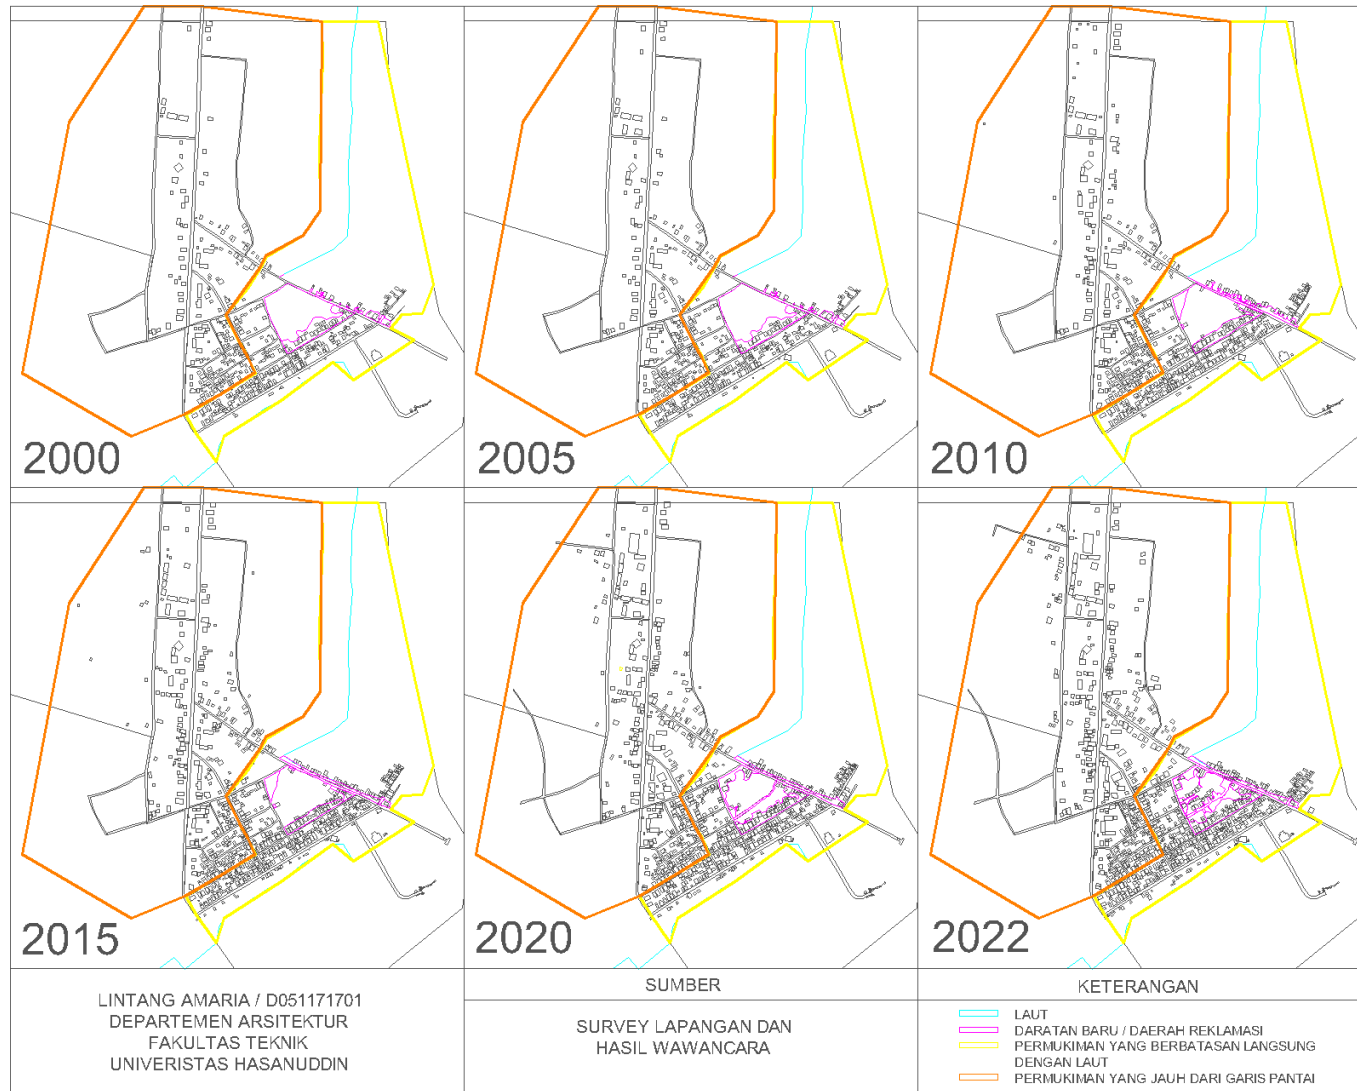 2000
2005
2010
2015
2020
2022
LINTANG AMARIA / D051171701
DEPARTEMEN ARSITEKTUR
FAKULTAS TEKNIK
UNIVERISTAS HASANUDDIN
SUMBER
SURVEY LAPANGAN DAN
HASIL WAWANCARA
KETERANGAN
LAUT
DARATAN BARU / DAERAH REKLAMASI
PERMUKIMAN YANG BERBATASAN LANGSUNG
DENGAN LAUT
PERMUKIMAN YANG JAUH DARI GARIS PANTAI